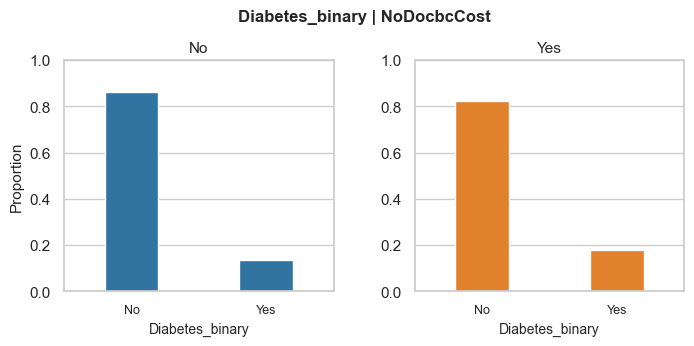 Diabetes_binary | NoDocbcCost
No
Yes
Proportion
1.0
0.8
0.6
0.4
0.2
0.0
No
Yes
Diabetes_binary
1.0
0.8
0.6
0.4
0.2
0.0
No
Yes
Diabetes_binary